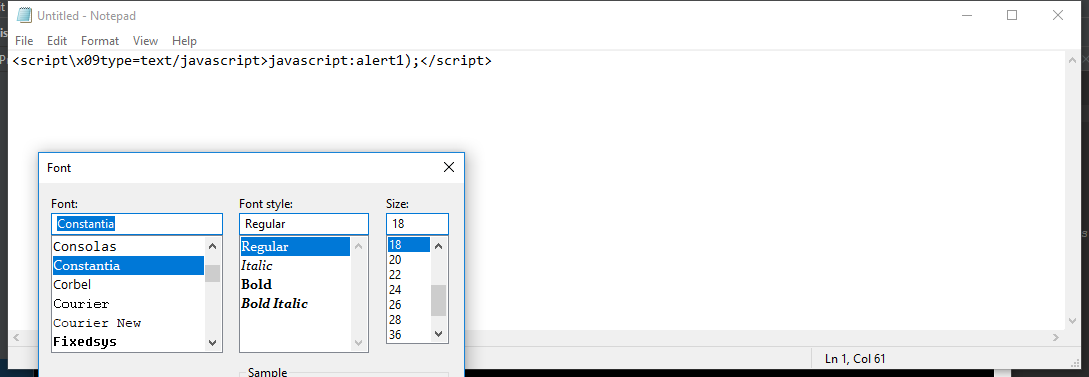 Untitled - Notepad
File Edit Format View Help
<script\x09type=text/javascript>javascript:alert1);</script>
Font
Font: Font style: Size:
Constantia Regular 18
Consolas Regular 18
Constantia Italic 20
Corbel Bold 22
Courier Bold Italic 24
Courier New 26
Fixedsys 28
36
Sample
Ln 1, Col 61